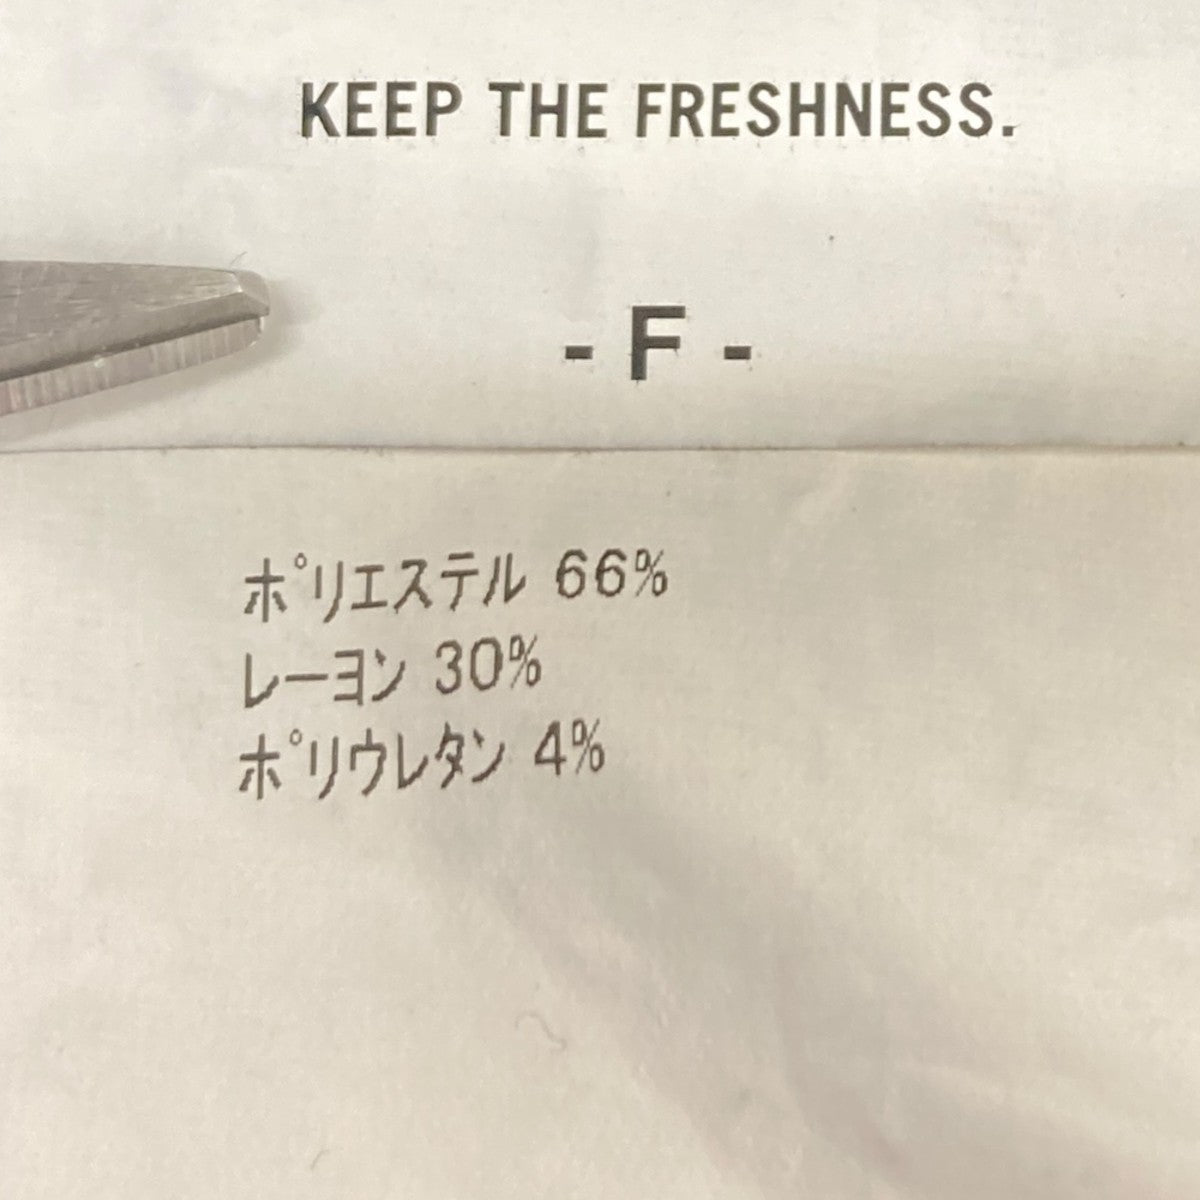 KEEP THE FRESHNESS.
- F -
ポリエステル 66%
レーヨン 30%
ポリウレタン 4%